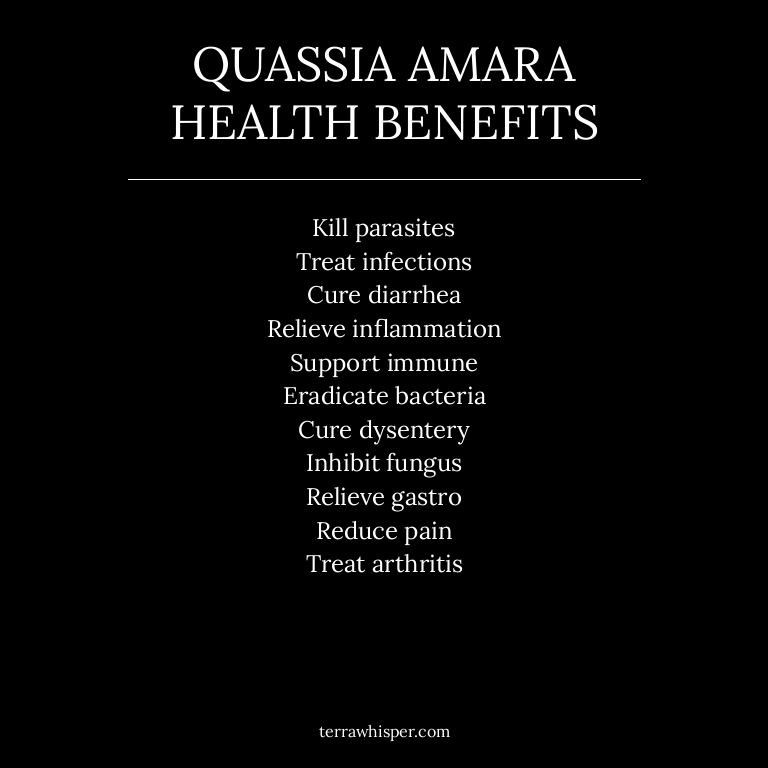 QUASSIA AMARA
HEALTH BENEFITS
Kill parasites
Treat infections
Cure diarrhea
Relieve inflammation
Support immune
Eradicate bacteria
Cure dysentery
Inhibit fungus
Relieve gastro
Reduce pain
Treat arthritis
terrawhisper.com